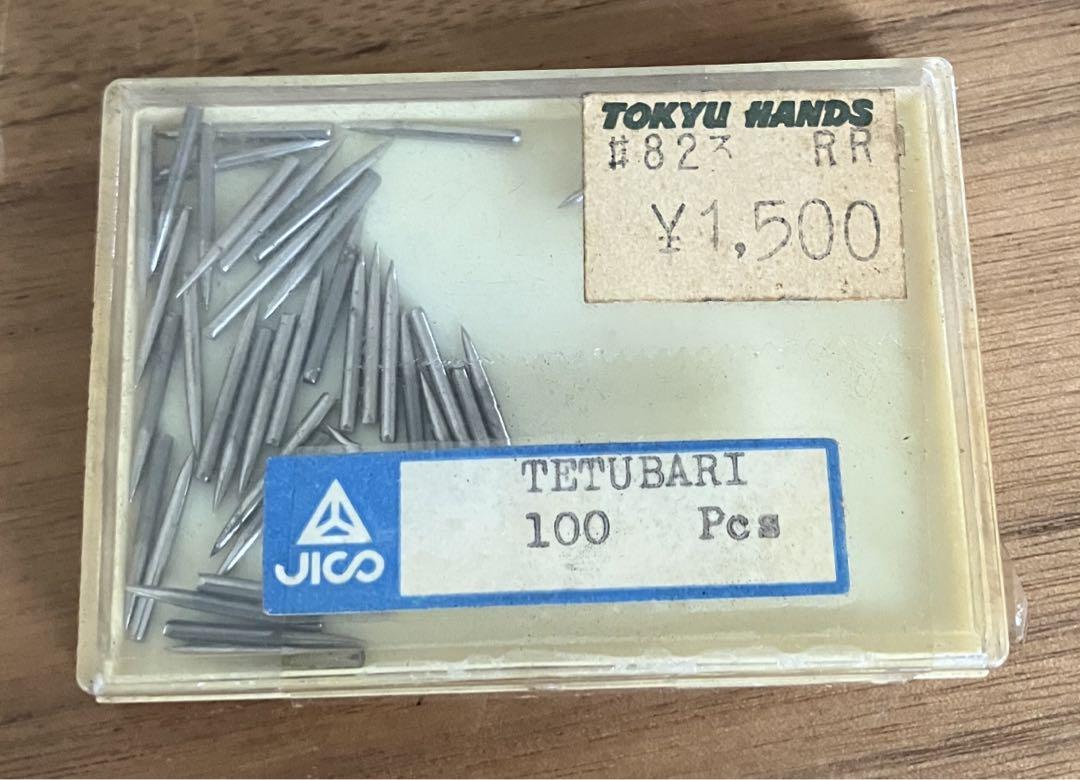 TOKYU HANDS
#823 RR
¥1,500
TETUBARI
100 Pcs
JICO